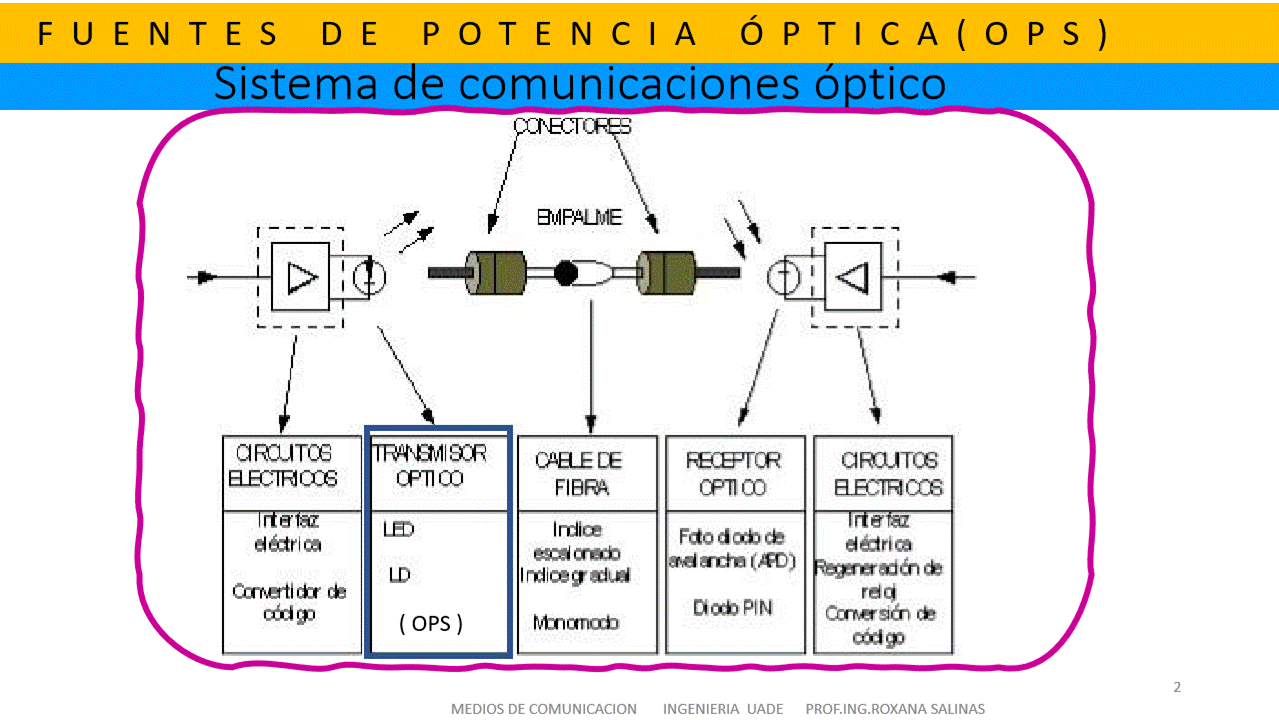 FUENTES DE POTENCIA ÓPTICA(OPS)
Sistema de comunicaciones óptico
CONECTORES
EMPALME
CIRCUITOS
ELECTRICOS
Interfaz
eléctrica
Convertidor de
código
TRANSMISOR
OPTICO
LED
LD
( OPS )
CABLE DE
FIBRA
Indice
escalonado
Indice gradual
Monomodo
RECEPTOR
OPTICO
Foto diodo de
avalancha (APD)
Diodo PIN
CIRCUITOS
ELECTRICOS
Interfaz
eléctrica
Regeneración de
reloj
Conversión de
código
2
MEDIOS DE COMUNICACION INGENIERIA UADE PROF.ING.ROXANA SALINAS